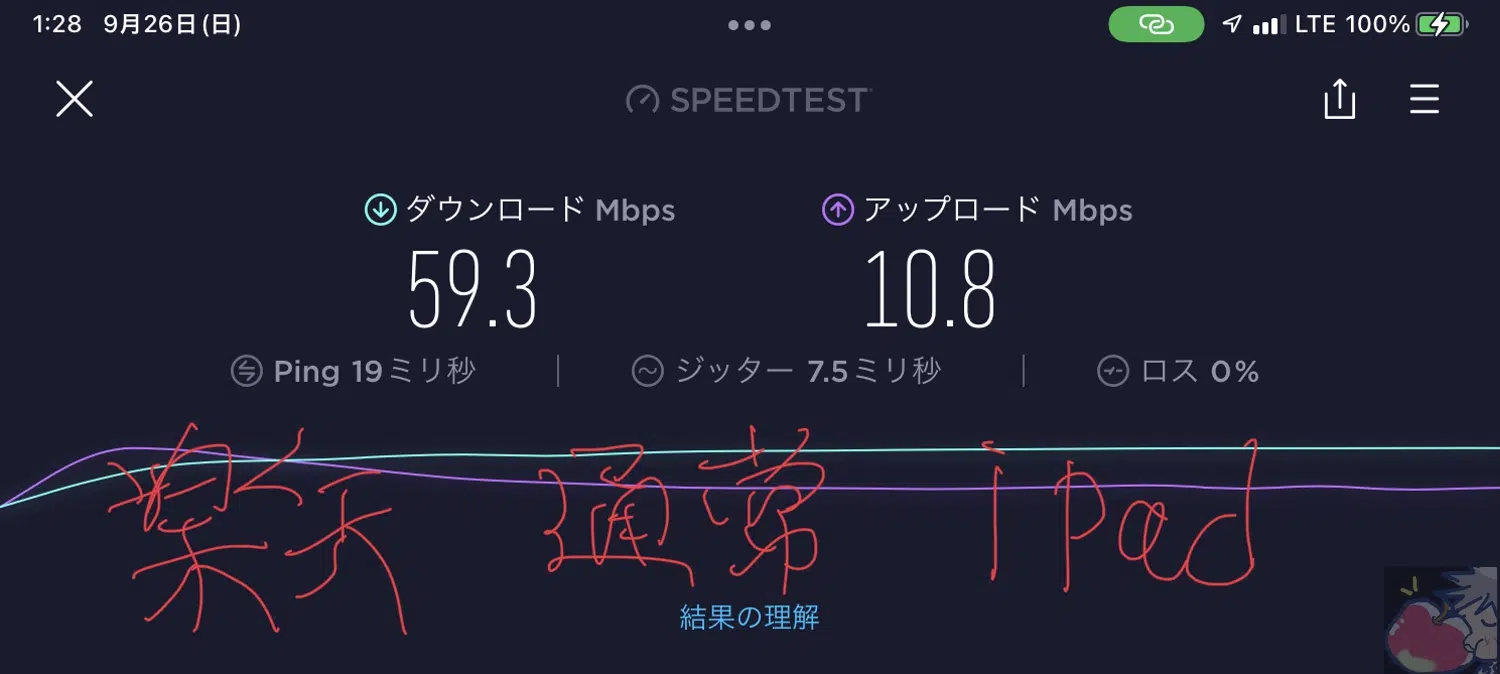 1:28 9月26日(日)
LTE 100%
SPEEDTEST
ダウンロード Mbps アップロード Mbps
59.3 10.8
Ping 19ミリ秒 ジッター 7.5ミリ秒 ロス 0%
楽天 通常 iPad
結果の理解